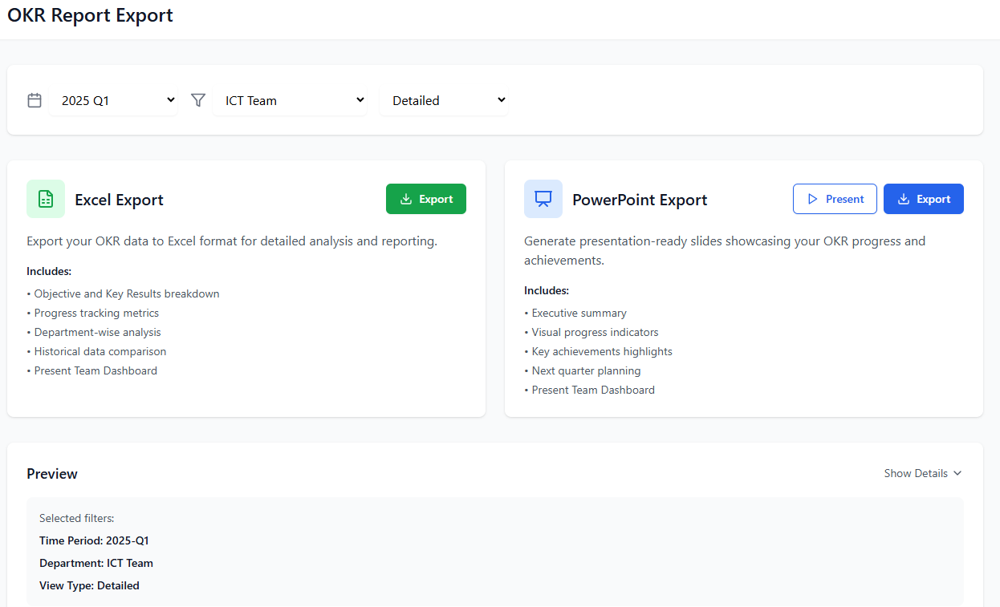 OKR Report Export
2025 Q1
ICT Team
Detailed
Excel Export
Export
Export your OKR data to Excel format for detailed analysis and reporting.
Includes:
• Objective and Key Results breakdown
• Progress tracking metrics
• Department-wise analysis
• Historical data comparison
• Present Team Dashboard
PowerPoint Export
Present
Export
Generate presentation-ready slides showcasing your OKR progress and
achievements.
Includes:
• Executive summary
• Visual progress indicators
• Key achievements highlights
• Next quarter planning
• Present Team Dashboard
Preview
Show Details
Selected filters:
Time Period: 2025-Q1
Department: ICT Team
View Type: Detailed